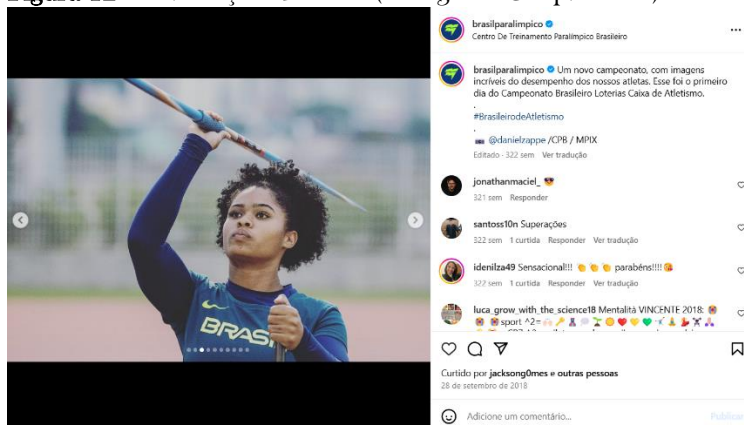 brasilparalimpico
Centro De Treinamento Paralímpico Brasileiro
brasilparalimpico Um novo campeonato, com imagens
incríveis do desempenho dos nossos atletas. Esse foi o primeiro
dia do Campeonato Brasileiro Loterias Caixa de Atletismo.
.
#BrasileirodeAtletismo
.
📷 @danielzappe /CPB / MPIX
Editado · 322 sem Ver tradução
jonathanmaciel_ 😎
321 sem Responder
santoss10n Superações
322 sem 1 curtida Responder Ver tradução
idenilza49 Sensacional!!! 👏👏👏 parabéns!!!! 😘
322 sem 1 curtida Responder Ver tradução
luca_grow_with_the_science18 Mentalità VINCENTE 2018:
sport ^2=
BRAS
Curtido por jacksong0mes e outras pessoas
28 de setembro de 2018
Adicione um comentário...
Publicar